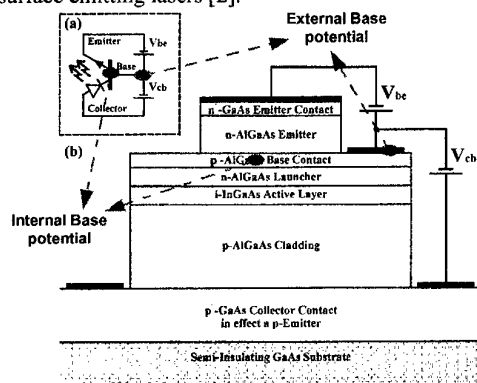 surface emitting lasers [2].
(a)
External Base
potential
Emitter
Vbe
Base
Vcb
Collector
(b)
n -GaAs Emitter Contact
n-AlGaAs Emitter
Vbe
p -AlG Base Contact
Vcb
n-AlGaAs Launcher
i-InGaAs Active Layer
Internal Base
potential
p-AlGaAs Cladding
p -GaAs Collector Contact
in effect a p-Emitter
Semi-Insulating GaAs Substrate